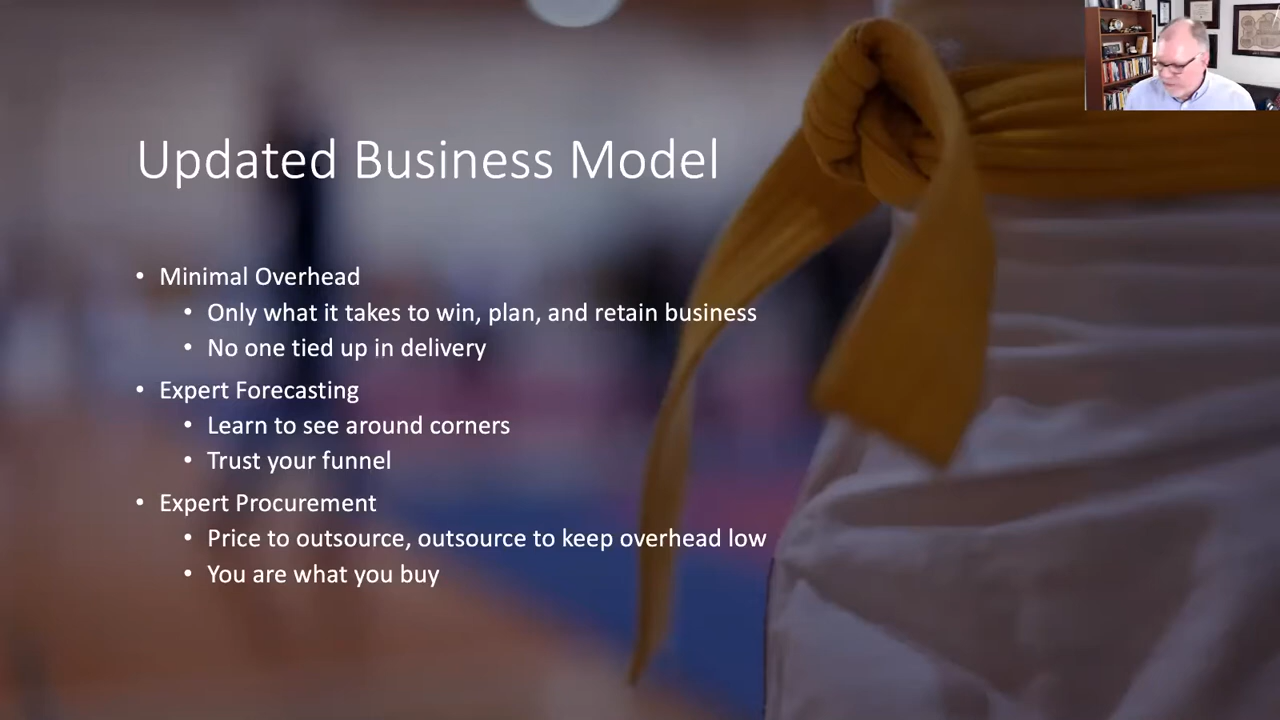 Updated Business Model
• Minimal Overhead
• Only what it takes to win, plan, and retain business
• No one tied up in delivery
• Expert Forecasting
• Learn to see around corners
• Trust your funnel
• Expert Procurement
• Price to outsource, outsource to keep overhead low
• You are what you buy